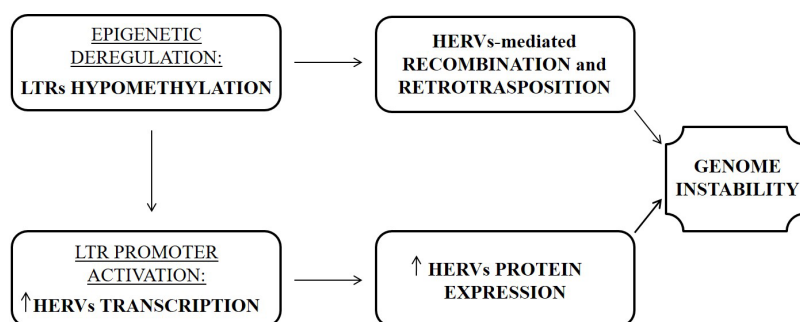 EPIGENETIC
DEREGULATION:
LTRs HYPOMETHYLATION
HERVs-mediated
RECOMBINATION and
RETROTRASPOSITION
GENOME
INSTABILITY
LTR PROMOTER
ACTIVATION:
↑HERVs TRANSCRIPTION
↑ HERVs PROTEIN
EXPRESSION